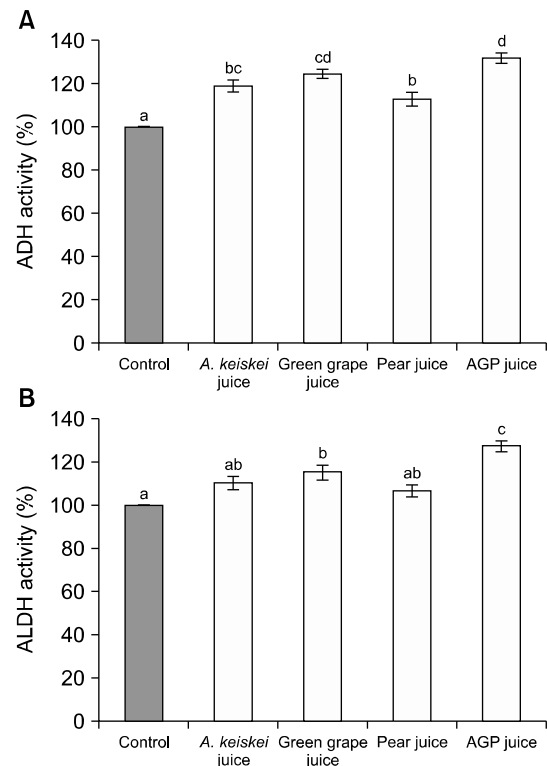 A
140
120
100
80
60
40
20
0
ADH activity (%)
a
bc
cd
b
d
Control
A. keiskei juice
Green grape juice
Pear juice
AGP juice
B
140
120
100
80
60
40
20
0
ALDH activity (%)
a
ab
b
ab
c
Control
A. keiskei juice
Green grape juice
Pear juice
AGP juice